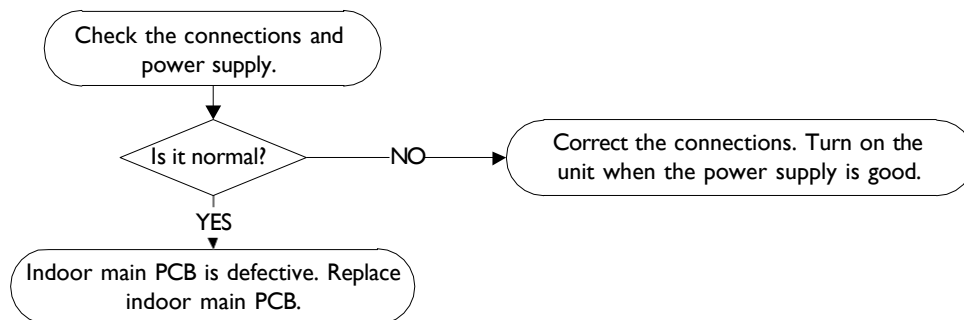 Check the connections and
power supply.
Is it normal?
NO
Correct the connections. Turn on the
unit when the power supply is good.
YES
Indoor main PCB is defective. Replace
indoor main PCB.